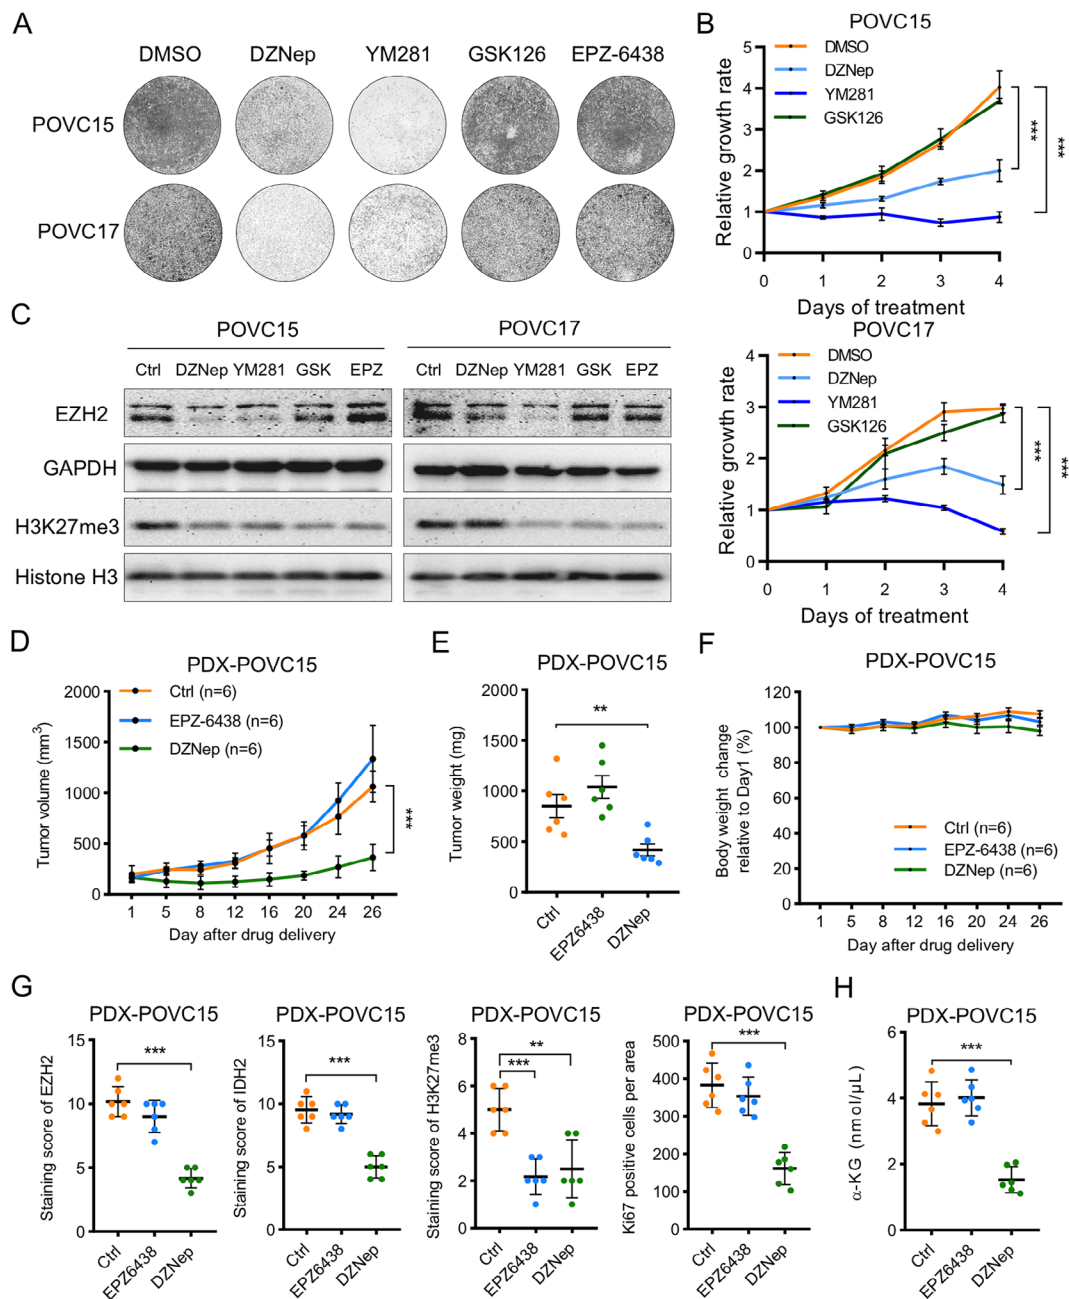 A
DMSO DZNep YM281 GSK126 EPZ-6438
POVC15
POVC17
B
POVC15
5
4
3
2
1
0
Relative growth rate
DMSO
DZNep
YM281
GSK126
***
***
0 1 2 3 4
Days of treatment
POVC17
4
3
2
1
0
Relative growth rate
DMSO
DZNep
YM281
GSK126
***
***
0 1 2 3 4
Days of treatment
C
POVC15 POVC17
Ctrl DZNep YM281 GSK EPZ Ctrl DZNep YM281 GSK EPZ
EZH2
GAPDH
H3K27me3
Histone H3
D
PDX-POVC15
2000
1500
1000
500
0
Tumor volume (mm³)
Ctrl (n=6)
EPZ-6438 (n=6)
DZNep (n=6)
***
1 5 8 12 16 20 24 26
Day after drug delivery
E
PDX-POVC15
2000
1500
1000
500
0
Tumor weight (mg)
**
Ctrl EPZ6438 DZNep
F
PDX-POVC15
120
100
80
60
40
20
0
Body weight change
relative to Day1 (%)
Ctrl (n=6)
EPZ-6438 (n=6)
DZNep (n=6)
1 5 8 12 16 20 24 26
Day after drug delivery
G
PDX-POVC15
15
10
5
0
Staining score of EZH2
***
Ctrl EPZ6438 DZNep
PDX-POVC15
15
10
5
0
Staining score of IDH2
***
Ctrl EPZ6438 DZNep
PDX-POVC15
8
6
4
2
0
Staining score of H3K27me3
**
***
Ctrl EPZ6438 DZNep
PDX-POVC15
500
400
300
200
100
0
Ki67 positive cells per area
***
Ctrl EPZ6438 DZNep
H
PDX-POVC15
6
4
2
0
α-KG (nmol/μL)
***
Ctrl EPZ6438 DZNep